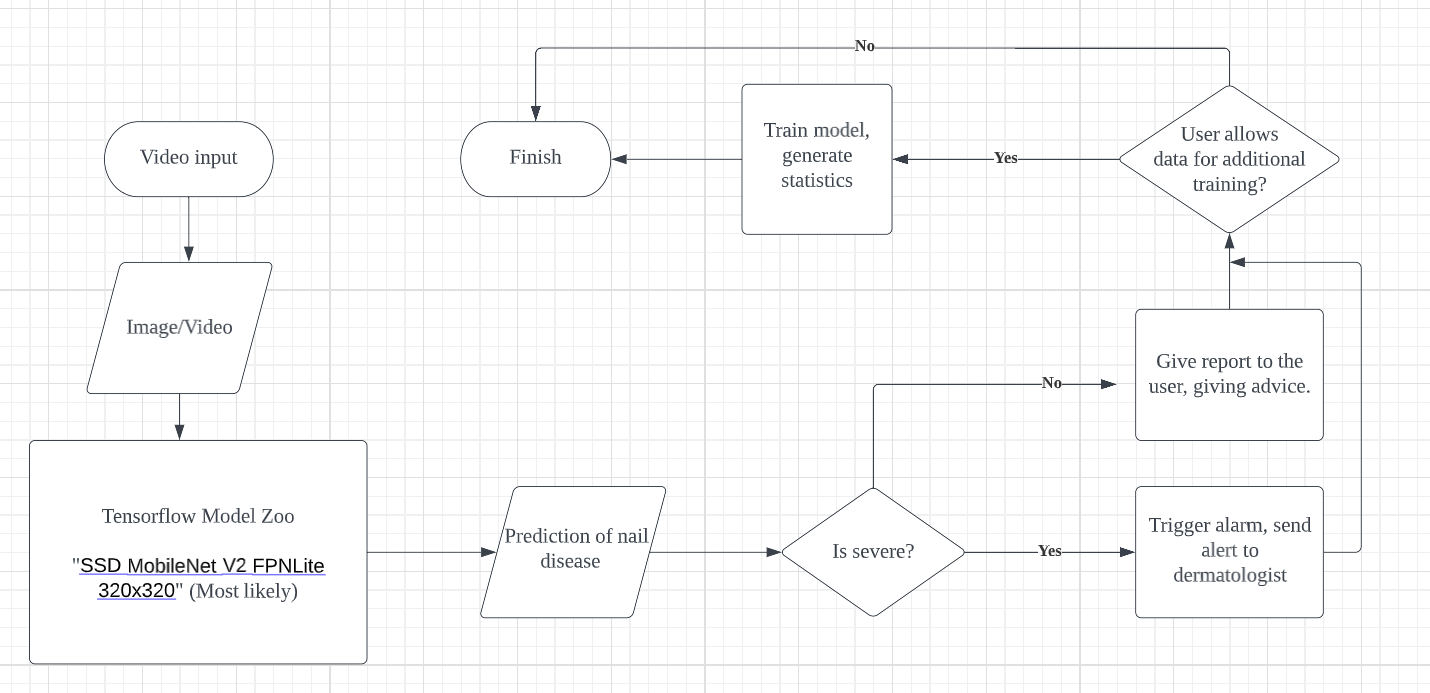 No
Video input
Finish
Train model,
generate
statistics
Yes
User allows
data for additional
training?
Image/Video
No
Give report to the
user, giving advice.
Tensorflow Model Zoo
"SSD MobileNet V2 FPNLite
320x320" (Most likely)
Prediction of nail
disease
Is severe?
Yes
Trigger alarm, send
alert to
dermatologist